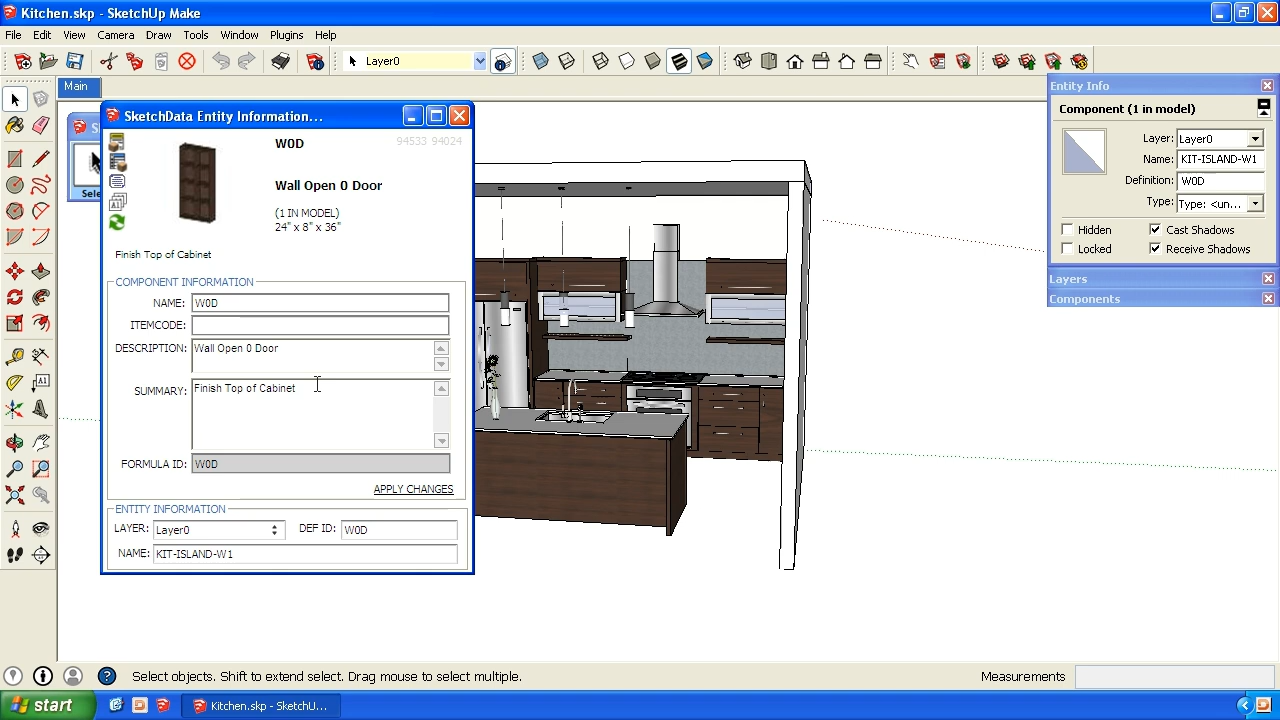 Kitchen.skp - SketchUp Make
File Edit View Camera Draw Tools Window Plugins Help
Layer0
Main
SketchData Entity Information...
W0D
94533 94024
Wall Open 0 Door
(1 IN MODEL)
24" x 8" x 36"
Finish Top of Cabinet
COMPONENT INFORMATION
NAME: W0D
ITEMCODE:
DESCRIPTION: Wall Open 0 Door
SUMMARY: Finish Top of Cabinet
FORMULA ID: W0D
APPLY CHANGES
ENTITY INFORMATION
LAYER: Layer0 DEF ID: W0D
NAME: KIT-ISLAND-W1
S
Sele
Entity Info
Component (1 in model)
Layer: Layer0
Name: KIT-ISLAND-W1
Definition: W0D
Type: Type: <un...
Hidden Cast Shadows
Locked Receive Shadows
Layers
Components
A1
A1
Select objects. Shift to extend select. Drag mouse to select multiple.
Measurements
start
Kitchen.skp - SketchU...